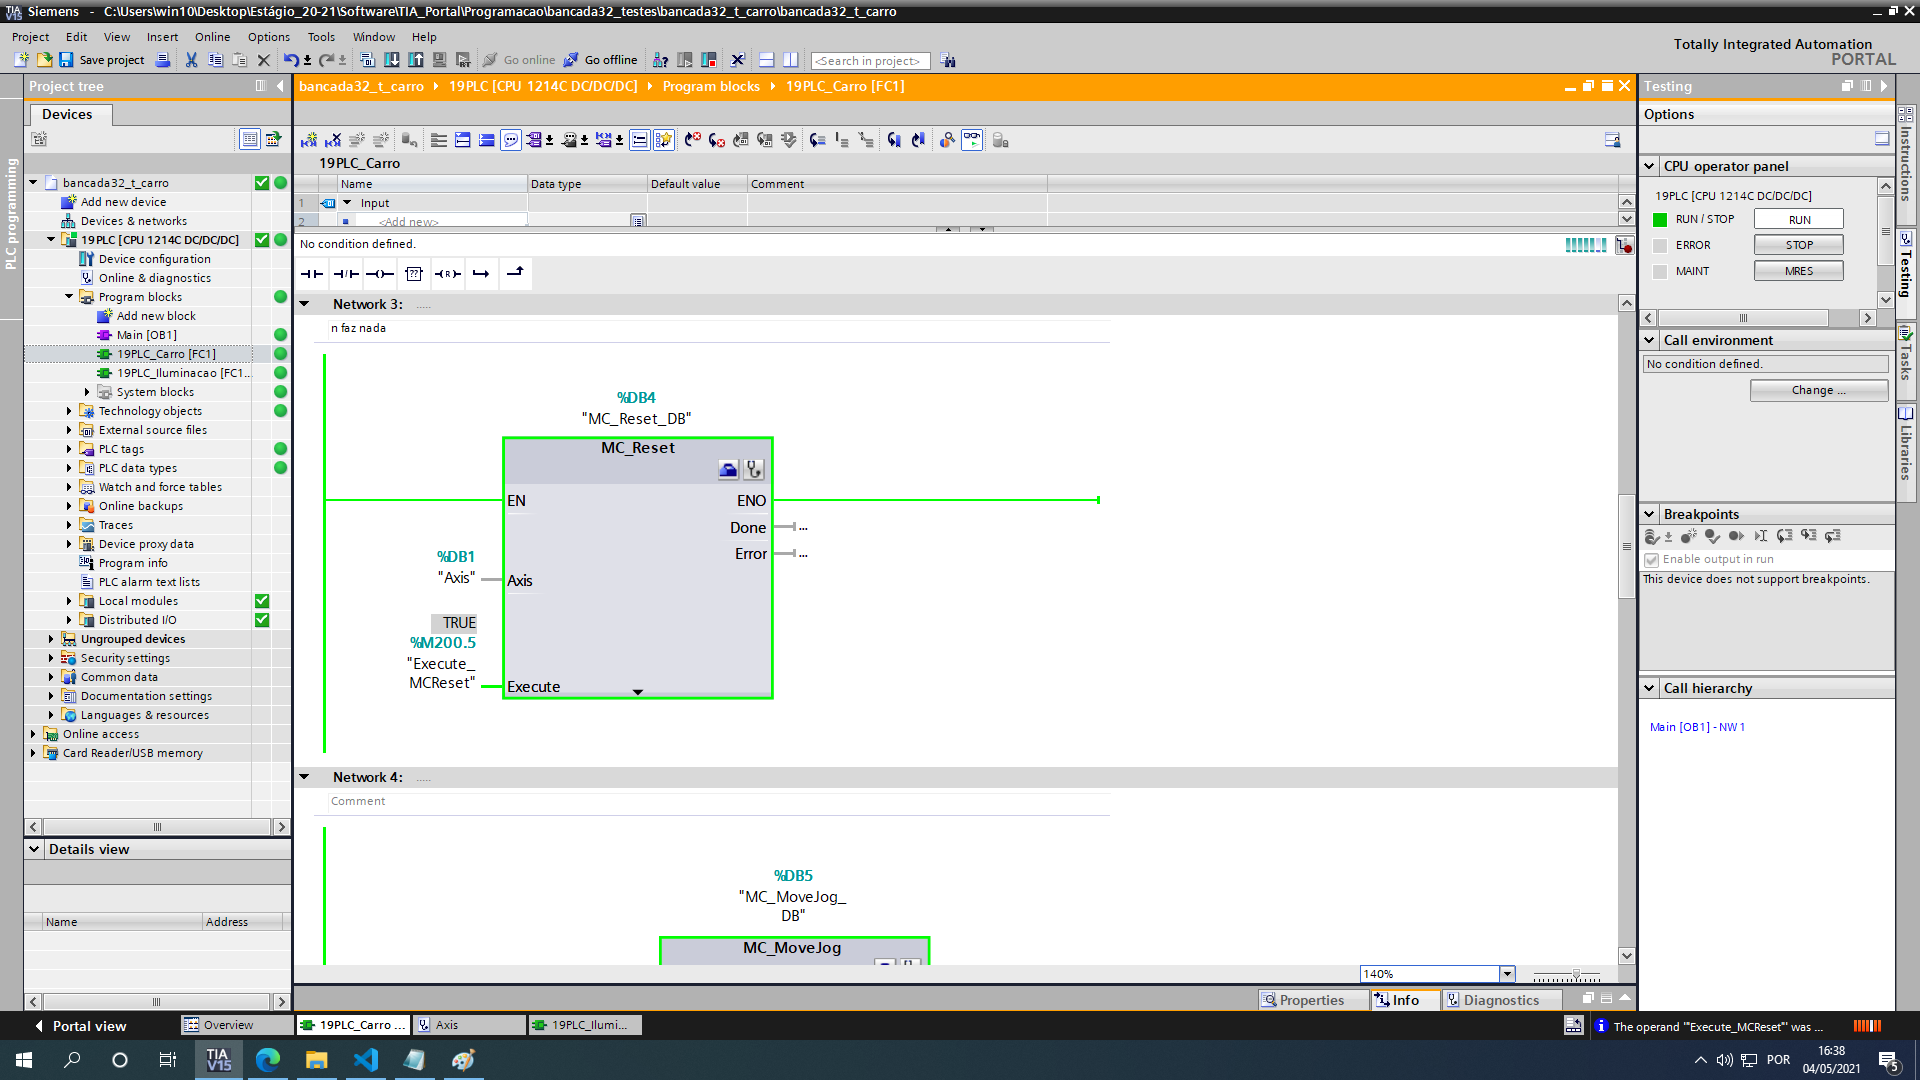 Siemens - C:\Users\win10\Desktop\Estágio_20-21\Software\TIA_Portal\Programacao\bancada32_testes\bancada32_t_carro\bancada32_t_carro
Project Edit View Insert Online Options Tools Window Help
Totally Integrated Automation
PORTAL
Save project
Go online
Go offline
<Search in project>
Project tree
bancada32_t_carro
19PLC [CPU 1214C DC/DC/DC]
Program blocks
19PLC_Carro [FC1]
Testing
Devices
Options
PLC programming
bancada32_t_carro
Add new device
Devices & networks
19PLC [CPU 1214C DC/DC/DC]
Device configuration
Online & diagnostics
Program blocks
Add new block
Main [OB1]
19PLC_Carro [FC1]
19PLC_Iluminacao [FC1...
System blocks
Technology objects
External source files
PLC tags
PLC data types
Watch and force tables
Online backups
Traces
Device proxy data
Program info
PLC alarm text lists
Local modules
Distributed I/O
Ungrouped devices
Security settings
Common data
Documentation settings
Languages & resources
Online access
Card Reader/USB memory
Details view
Name Address
19PLC_Carro
Name Data type Default value Comment
1 Input
2 <Add new>
No condition defined.
Network 3: .....
n faz nada
%DB4
"MC_Reset_DB"
MC_Reset
EN ENO
Done ...
Error ...
%DB1
"Axis" Axis
TRUE
%M200.5
"Execute_
MCReset" Execute
Network 4: .....
Comment
%DB5
"MC_MoveJog_
DB"
MC_MoveJog
140%
Properties Info Diagnostics
CPU operator panel
19PLC [CPU 1214C DC/DC/DC]
RUN / STOP RUN
ERROR STOP
MAINT MRES
Call environment
No condition defined.
Change ...
Breakpoints
Enable output in run
This device does not support breakpoints.
Call hierarchy
Main [OB1] - NW 1
Instructions
Testing
Tasks
Libraries
Portal view
Overview
19PLC_Carro ...
Axis
19PLC_Ilumi...
The operand '"Execute_MCReset"' was ...
TIA
V15
POR
16:38
04/05/2021
5